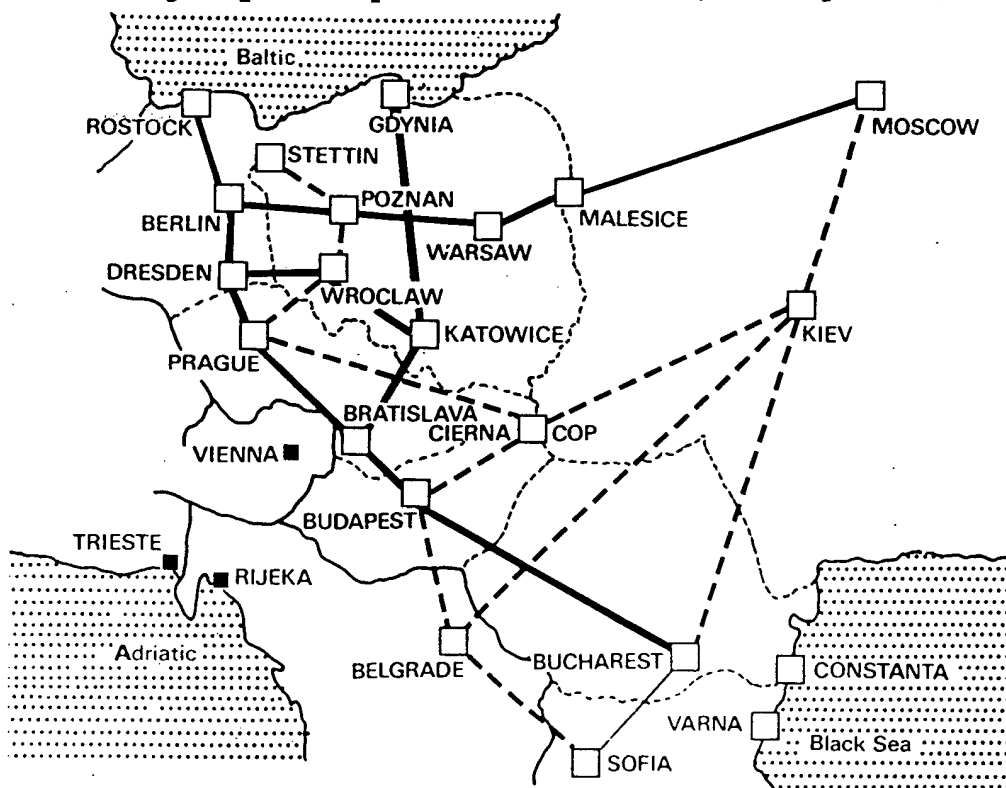 Baltic
ROSTOCK
GDYNIA
MOSCOW
STETTIN
POZNAN
BERLIN
MALESICE
WARSAW
DRESDEN
WROCLAW
KATOWICE
KIEV
PRAGUE
BRATISLAVA
CIERNA
COP
VIENNA
BUDAPEST
TRIESTE
RIJEKA
Adriatic
BELGRADE
BUCHAREST
CONSTANTA
VARNA
Black Sea
SOFIA